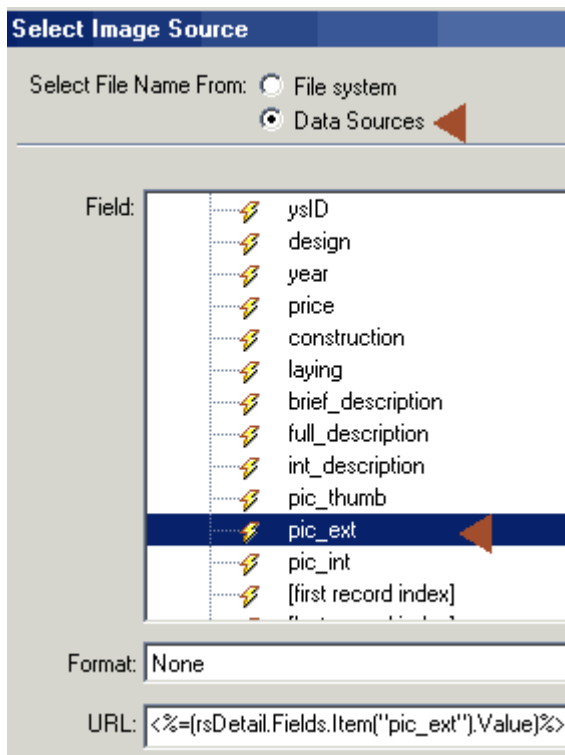 Select Image Source
Select File Name From: File system
Data Sources
Field:
ysID
design
year
price
construction
laying
brief_description
full_description
int_description
pic_thumb
pic_ext
pic_int
[first record index]
Format: None
URL: <%=(rsDetail.Fields.Item("pic_ext").Value)%>